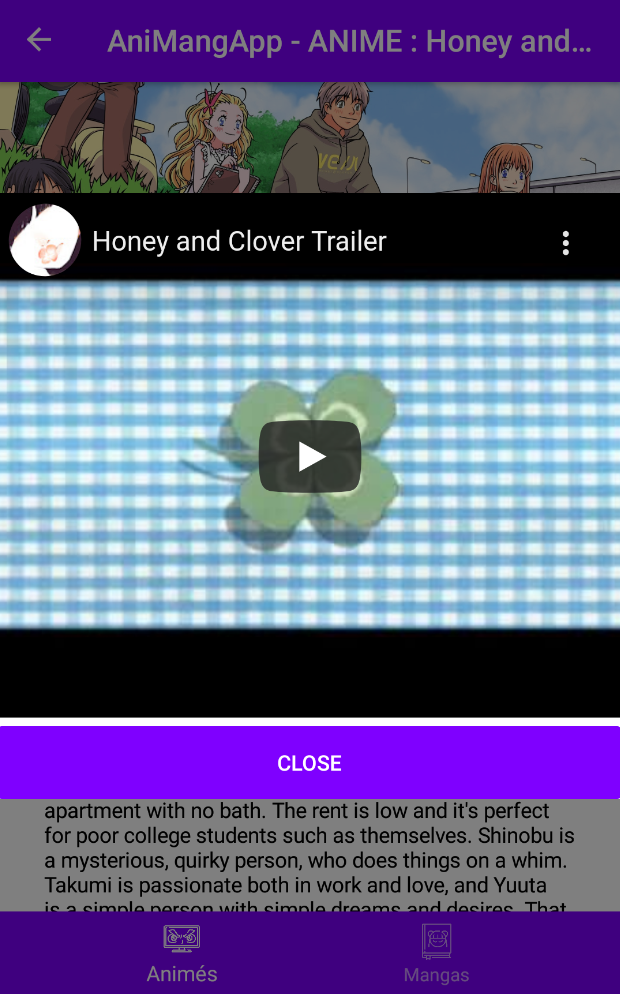 AniMangApp - ANIME : Honey and...
Honey and Clover Trailer
CLOSE
apartment with no bath. The rent is low and it's perfect
for poor college students such as themselves. Shinobu is
a mysterious, quirky person, who does things on a whim.
Takumi is passionate both in work and love, and Yuuta
is a simple person with simple dreams and desires. That
Animés
Mangas